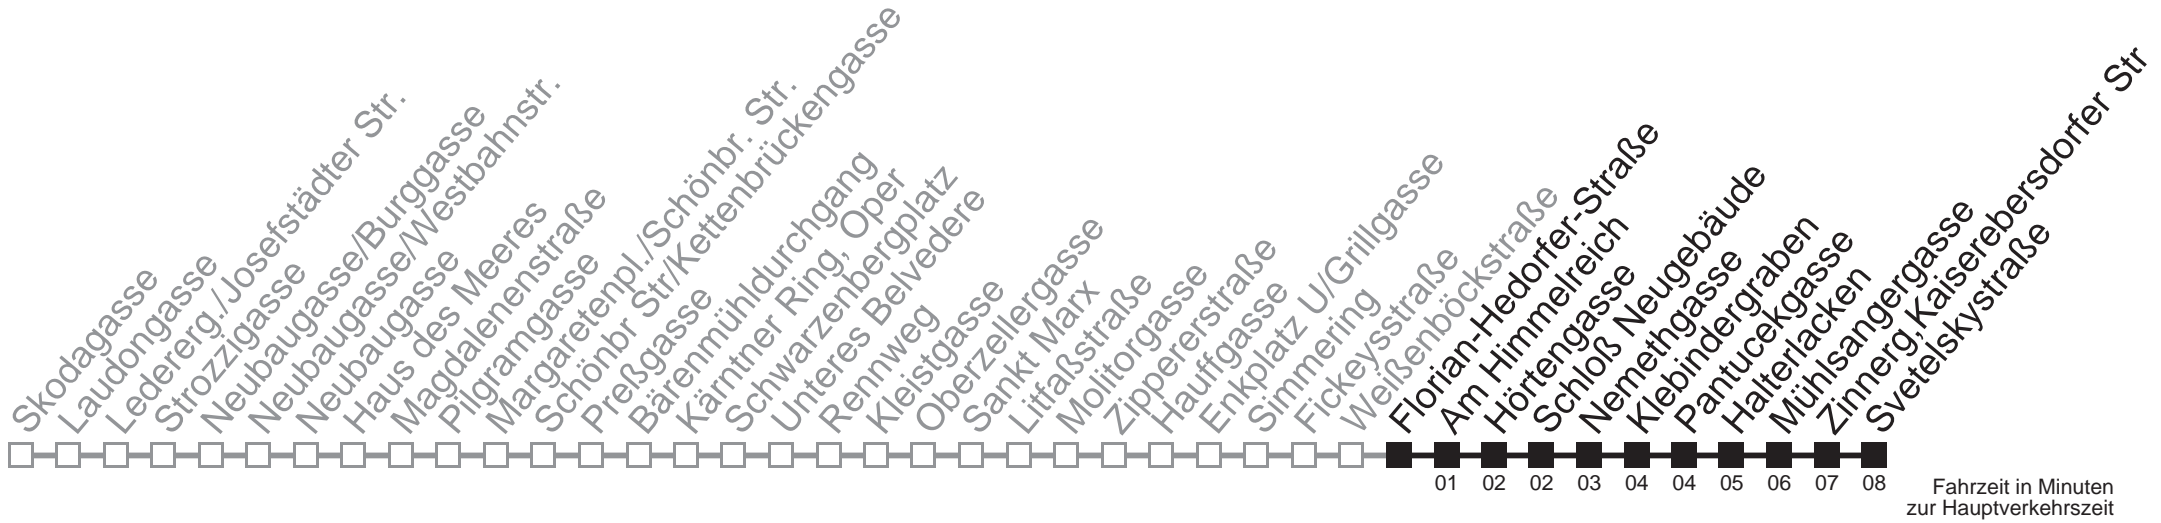 Skodagasse
Laudongasse
Ledererg./Josefstädter Str.
Strozzigasse
Neubaugasse/Burggasse
Neubaugasse/Westbahnstr.
Neubaugasse
Haus des Meeres
Magdalenenstraße
Pilgramgasse
Margaretenpl./Schönbr. Str.
Schönbr Str/Kettenbrückengasse
Preßgasse
Bärenmühldurchgang
Kärntner Ring, Oper
Schwarzenbergplatz
Unteres Belvedere
Rennweg
Kleistgasse
Oberzellergasse
Sankt Marx
Litfaßstraße
Molitorgasse
Zippererstraße
Hauffgasse
Enkplatz U/Grillgasse
Simmering
Fickeysstraße
Weißenböckstraße
Florian-Hedorfer-Straße
Am Himmelreich
Hörtengasse
Schloß Neugebäude
Nemethgasse
Klebindergraben
Pantucekgasse
Halterlacken
Mühlsangergasse
Zinnerg,Kaiserebersdorfer Str
Svetelskystraße
01 02 02 03 04 04 05 06 07 08
Fahrzeit in Minuten
zur Hauptverkehrszeit